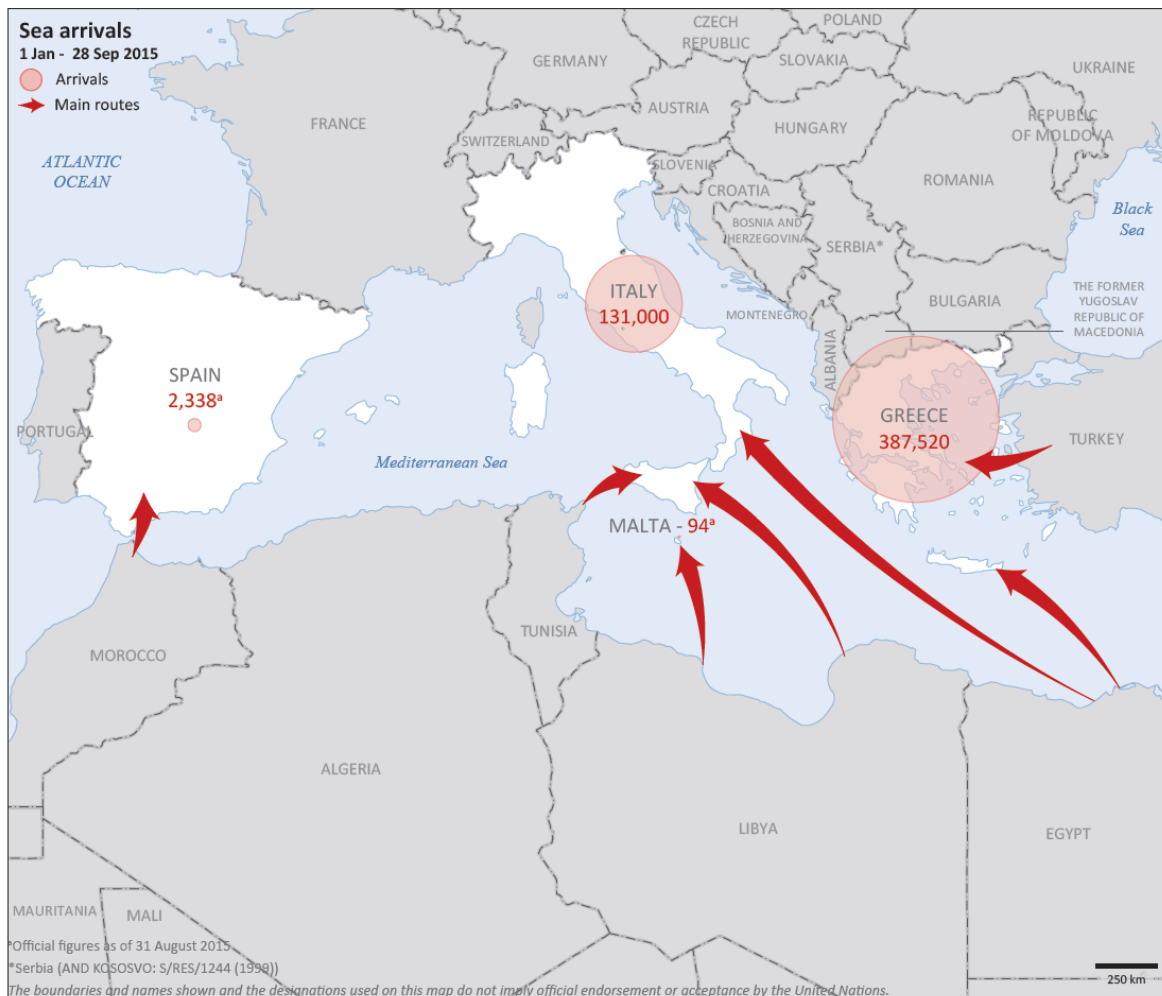 Sea arrivals
1 Jan - 28 Sep 2015
Arrivals
Main routes
CZECH
REPUBLIC
POLAND
GERMANY
SLOVAKIA
UKRAINE
AUSTRIA
FRANCE
SWITZERLAND
HUNGARY
REPUBLIC
OF MOLDOVA
ATLANTIC
OCEAN
SLOVENIA
CROATIA
ROMANIA
BOSNIA AND
HERZEGOVINA
SERBIA*
Black
Sea
ITALY
131,000
MONTENEGRO
BULGARIA
THE FORMER
YUGOSLAV
REPUBLIC OF
MACEDONIA
ALBANIA
SPAIN
2,338ᵃ
PORTUGAL
GREECE
387,520
TURKEY
Mediterranean Sea
MALTA - 94ᵃ
TUNISIA
MOROCCO
ALGERIA
LIBYA
EGYPT
MAURITANIA
MALI
ᵃOfficial figures as of 31 August 2015
*Serbia (AND KOSOSVO: S/RES/1244 (1999))
250 km
The boundaries and names shown and the designations used on this map do not imply official endorsement or acceptance by the United Nations.